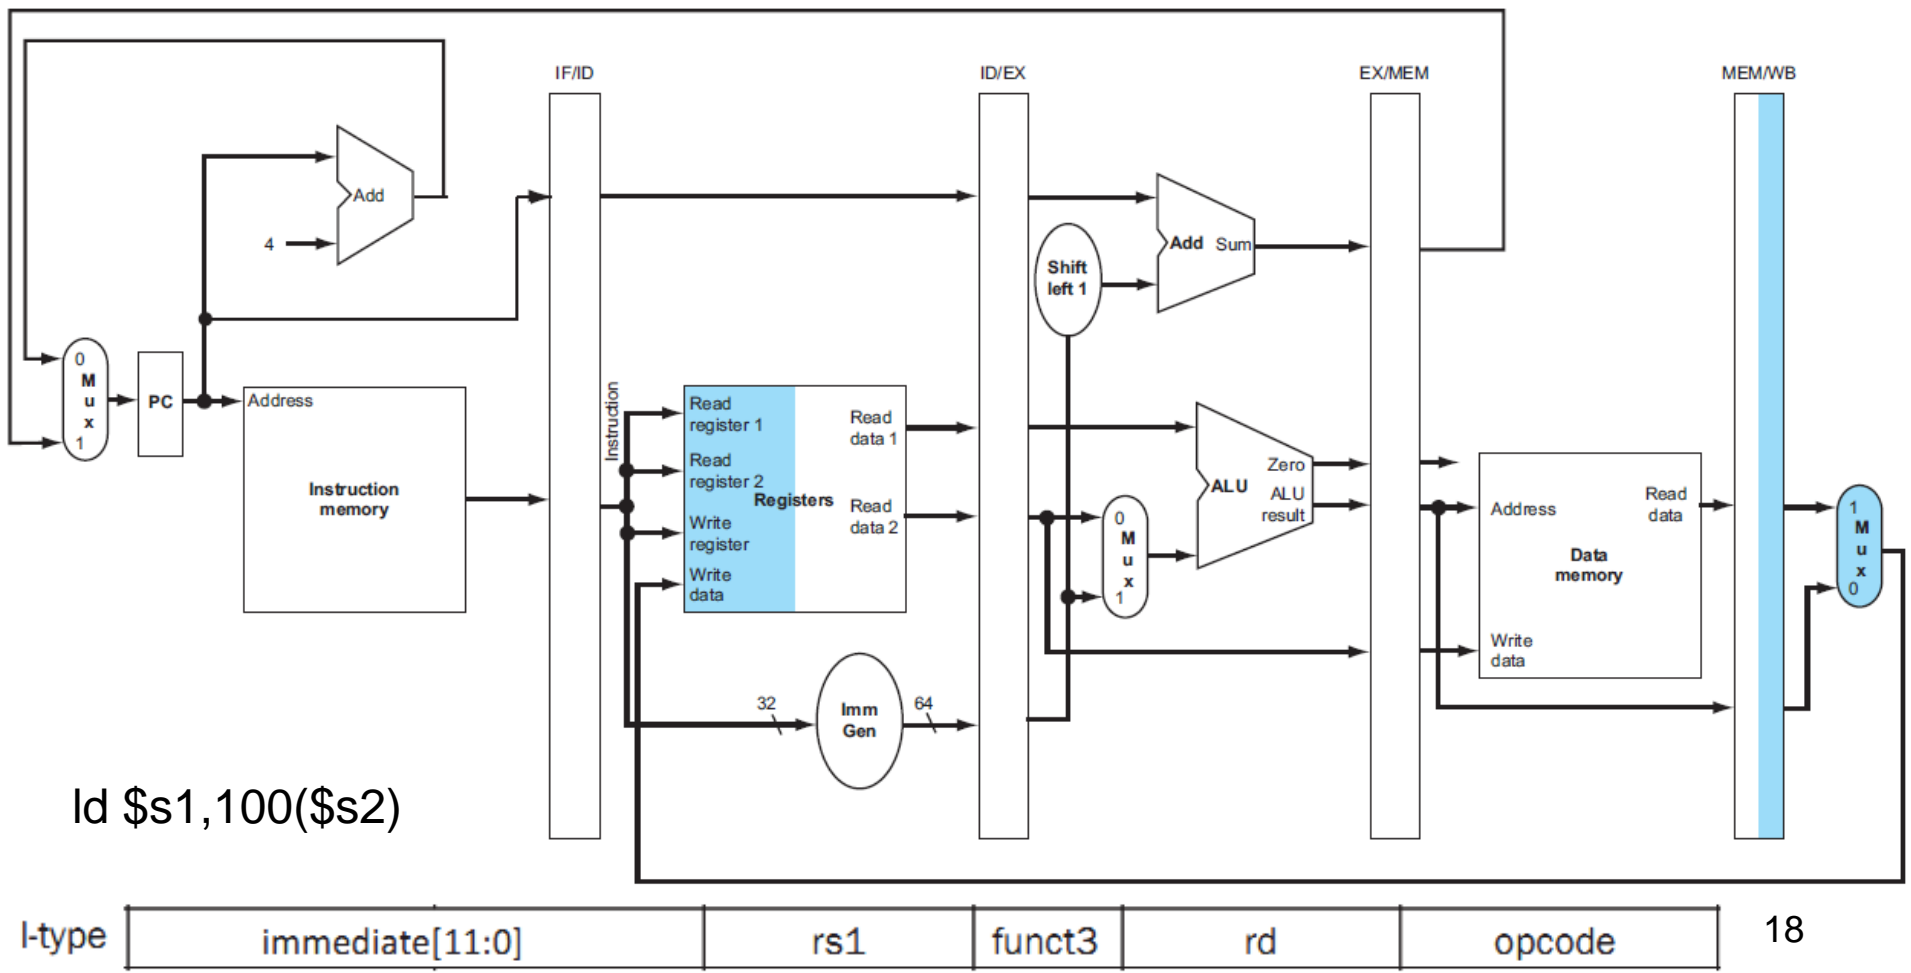 IF/ID
ID/EX
EX/MEM
MEM/WB
Add
4
Add Sum
Shift
left 1
0
M
u
x
1
PC
Address
Instruction
memory
Instruction
Read
register 1
Read
register 2
Registers
Write
register
Write
data
Read
data 1
Read
data 2
0
M
u
x
1
Zero
ALU
ALU
result
Address
Read
data
Data
memory
Write
data
1
M
u
x
0
32
Imm
Gen
64
ld $s1,100($s2)
I-type immediate[11:0] rs1 funct3 rd opcode
18